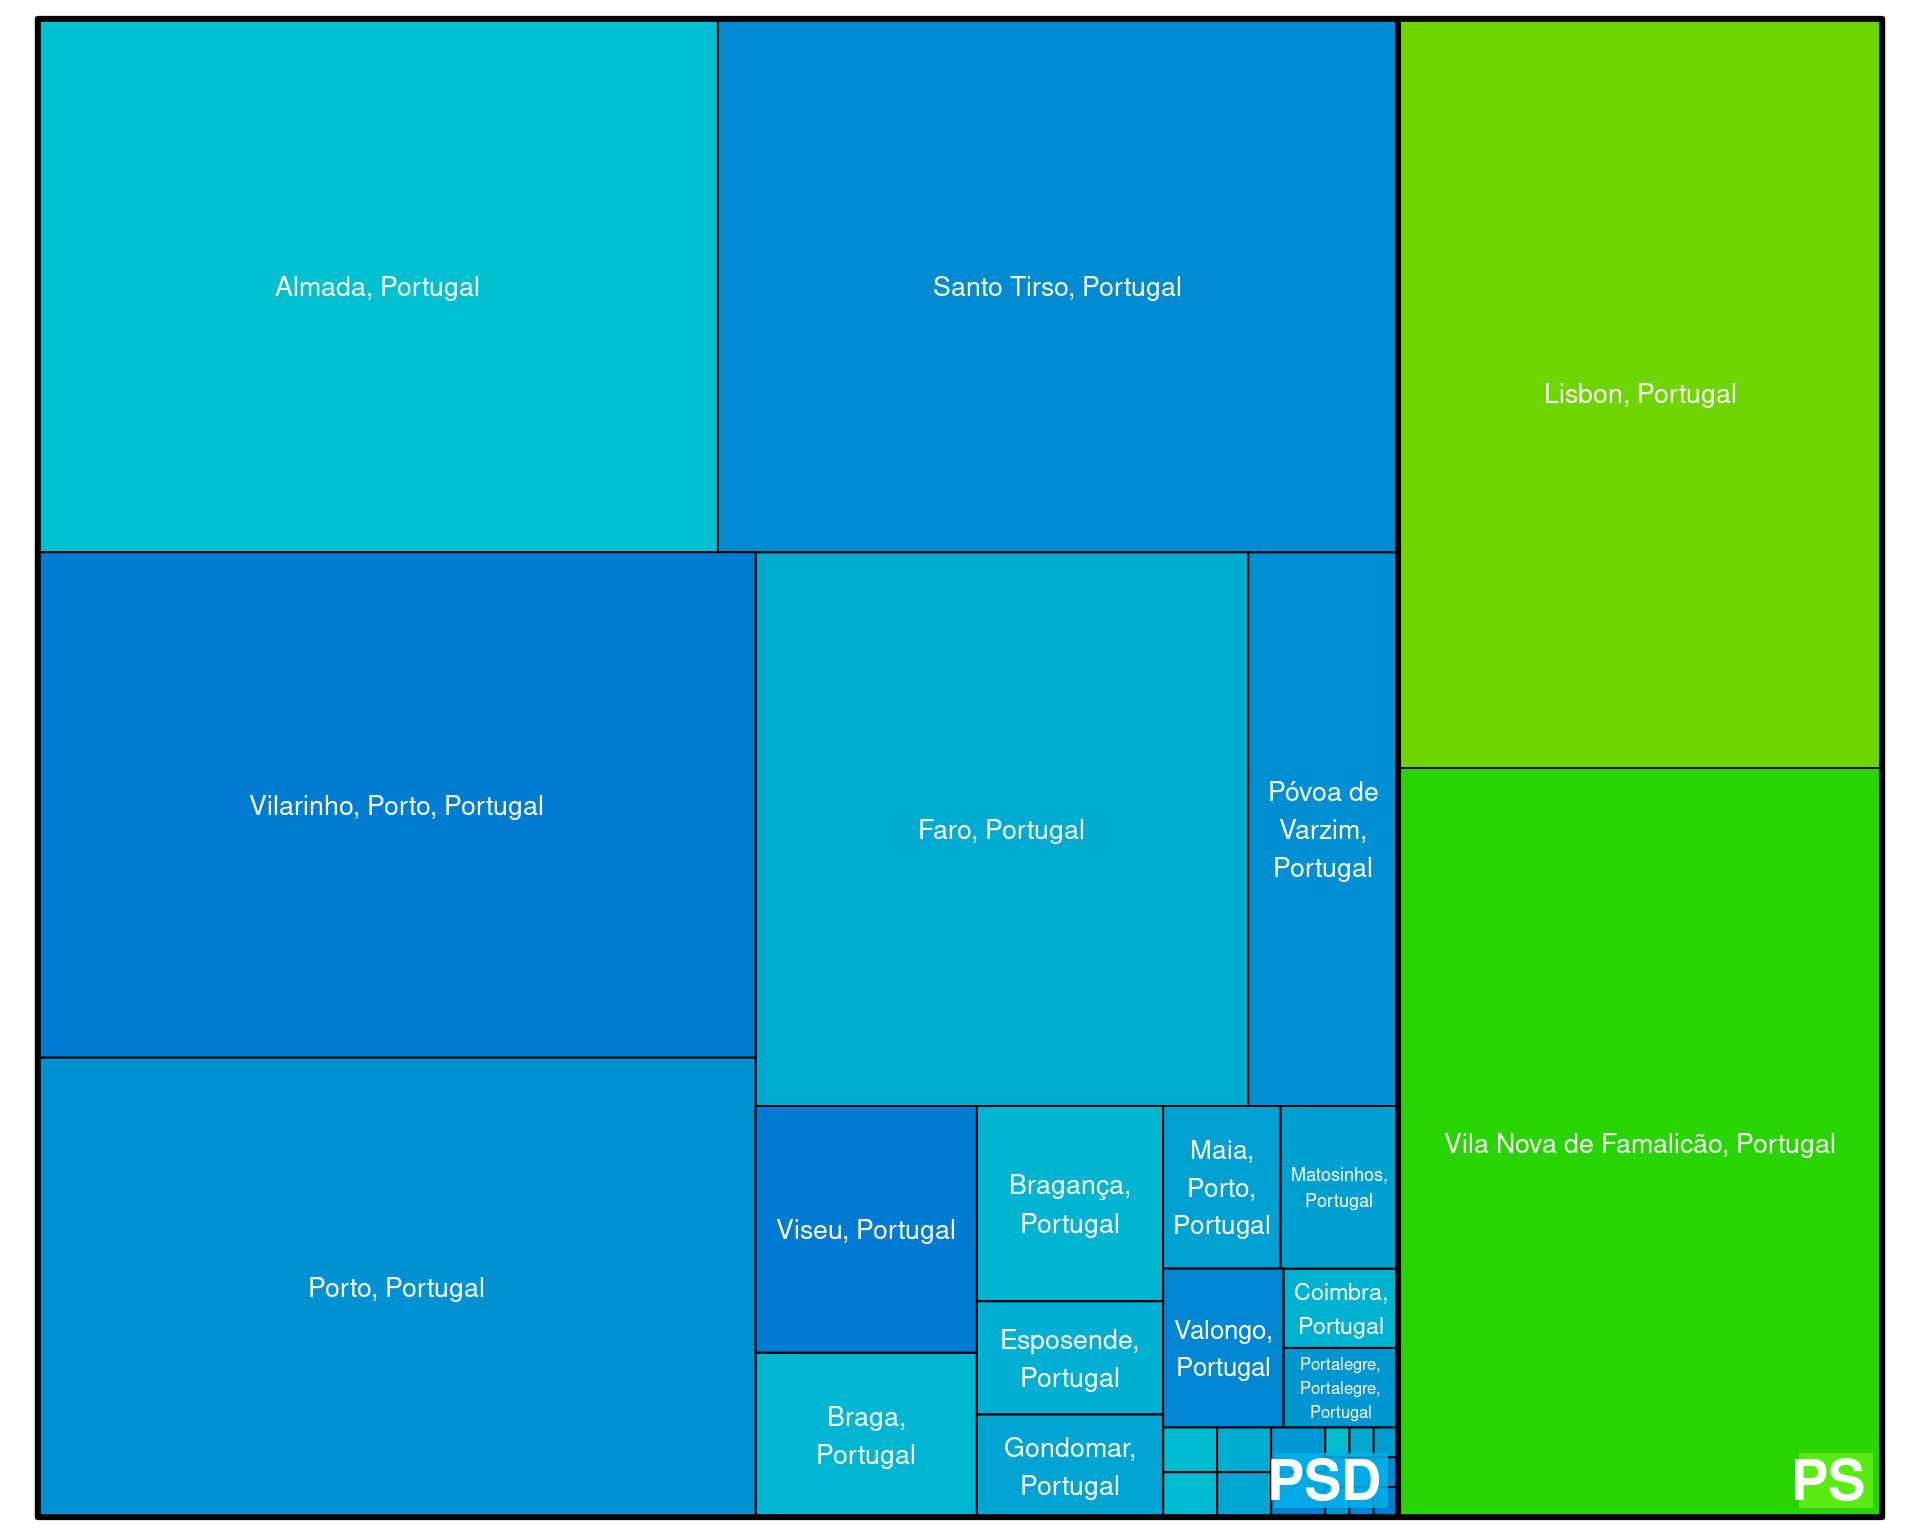 Almada, Portugal
Santo Tirso, Portugal
Lisbon, Portugal
Vilarinho, Porto, Portugal
Faro, Portugal
Póvoa de
Varzim,
Portugal
Vila Nova de Famalicão, Portugal
Porto, Portugal
Viseu, Portugal
Bragança,
Portugal
Maia,
Porto,
Portugal
Matosinhos,
Portugal
Esposende,
Portugal
Valongo,
Portugal
Coimbra,
Portugal
Portalegre,
Portalegre,
Portugal
Braga,
Portugal
Gondomar,
Portugal
PSD
PS